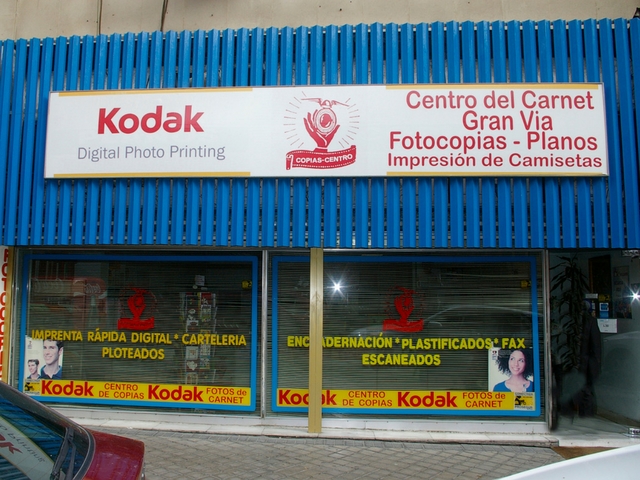 Kodak
Digital Photo Printing
COPIAS-CENTRO
Centro del Carnet
Gran Via
Fotocopias - Planos
Impresión de Camisetas
IMPRENTA RÁPIDA DIGITAL * CARTELERIA
PLOTEADOS
Kodak CENTRO DE COPIAS Kodak FOTOS de CARNET
ENCUADERNACIÓN * PLASTIFICADOS * FAX
ESCANEADOS
Kodak CENTRO DE COPIAS Kodak FOTOS de CARNET